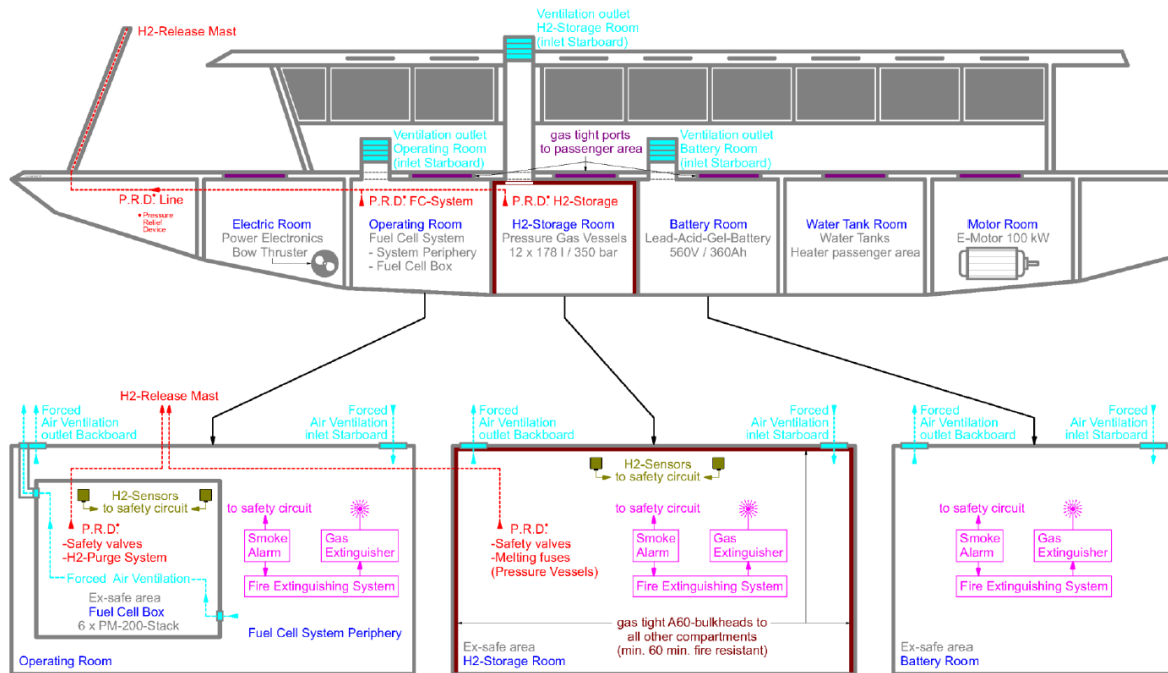 Ventilation outlet
H2-Storage Room
(inlet Starboard)
H2-Release Mast
Ventilation outlet
Operating Room
(inlet Starboard)
gas tight ports
to passenger area
Ventilation outlet
Battery Room
(inlet Starboard)
P.R.D.* Line
* Pressure
Relief
Device
P.R.D.* FC-System
P.R.D.* H2-Storage
Electric Room
Power Electronics
Bow Thruster
Operating Room
Fuel Cell System
- System Periphery
- Fuel Cell Box
H2-Storage Room
Pressure Gas Vessels
12 x 178 l / 350 bar
Battery Room
Lead-Acid-Gel-Battery
560V / 360Ah
Water Tank Room
Water Tanks
Heater passenger area
Motor Room
E-Motor 100 kW
H2-Release Mast
Forced
Air Ventilation
outlet Backboard
Forced
Air Ventilation
inlet Starboard
H2-Sensors
to safety circuit
P.R.D.*
-Safety valves
-H2-Purge System
Forced Air Ventilation
Ex-safe area
Fuel Cell Box
6 x PM-200-Stack
to safety circuit
Smoke
Alarm
Gas
Extinguisher
Fire Extinguishing System
Fuel Cell System Periphery
Operating Room
Forced
Air Ventilation
outlet Backboard
Forced
Air Ventilation
inlet Starboard
H2-Sensors
to safety circuit
P.R.D.*
-Safety valves
-Melting fuses
(Pressure Vessels)
to safety circuit
Smoke
Alarm
Gas
Extinguisher
Fire Extinguishing System
gas tight A60-bulkheads to
all other compartments
(min. 60 min. fire resistant)
Ex-safe area
H2-Storage Room
Forced
Air Ventilation
outlet Backboard
Forced
Air Ventilation
inlet Starboard
to safety circuit
Smoke
Alarm
Gas
Extinguisher
Fire Extinguishing System
Ex-safe area
Battery Room